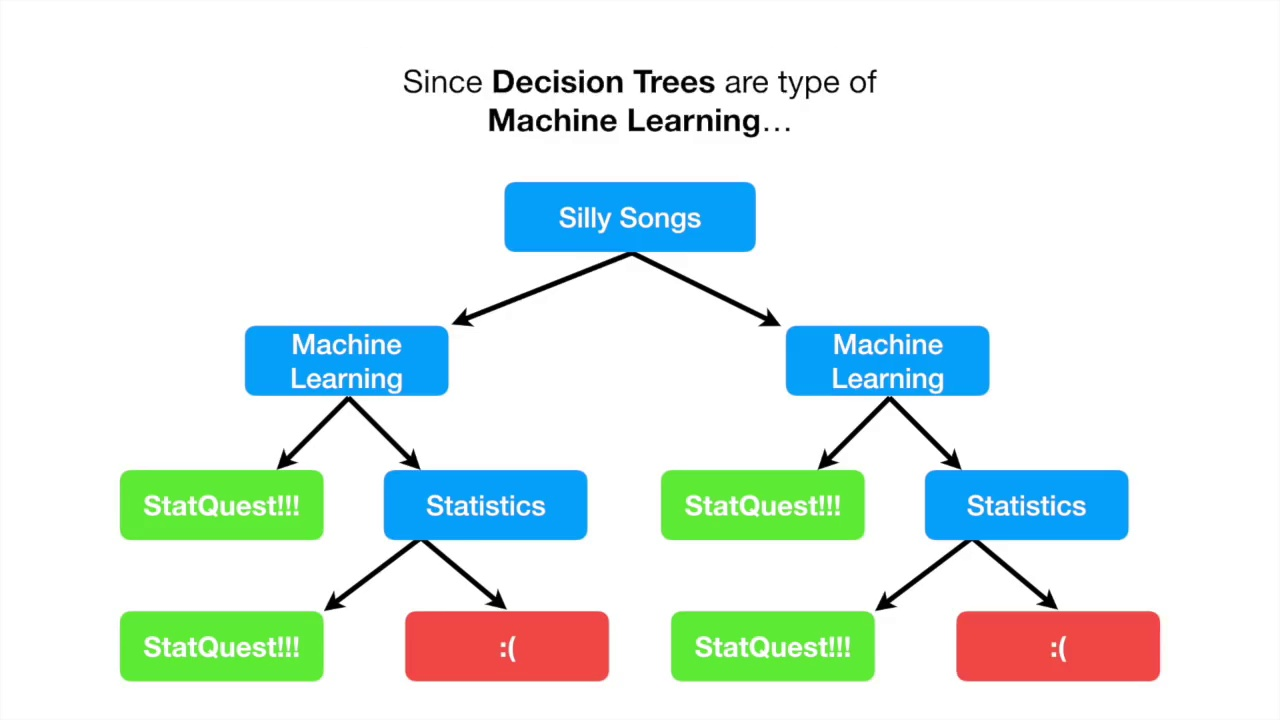 Since Decision Trees are type of
Machine Learning…
Silly Songs
Machine
Learning
Machine
Learning
StatQuest!!!
Statistics
StatQuest!!!
Statistics
StatQuest!!!
:(
StatQuest!!!
:(